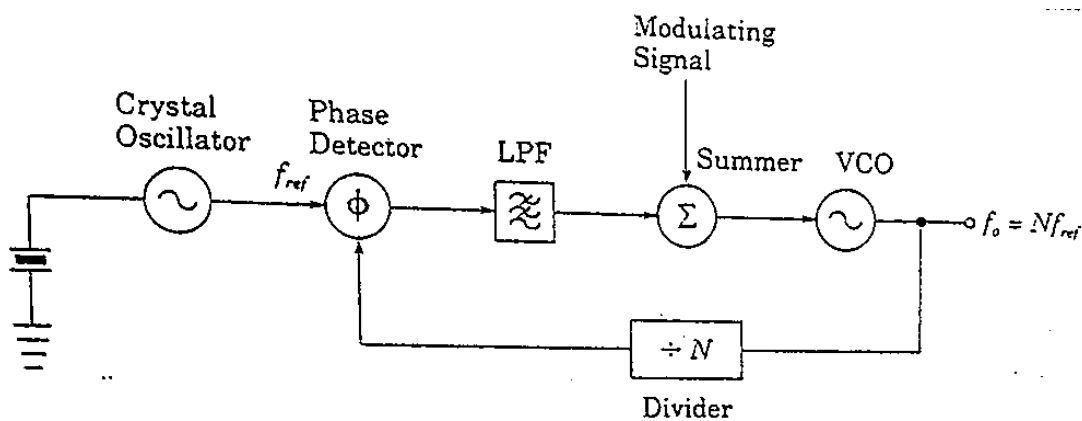 Modulating
Signal
Crystal
Oscillator
Phase
Detector
LPF
Summer
VCO
f_ref
Φ
Σ
f_o = Nf_ref
÷ N
Divider